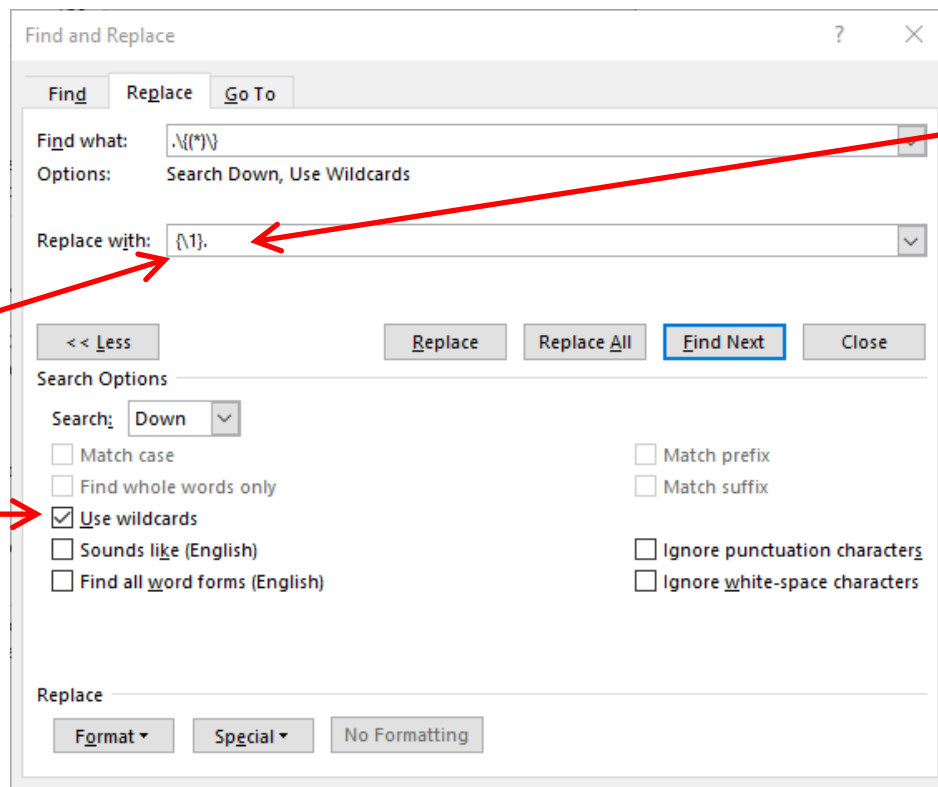 Find and Replace ? ×
Find Replace Go To
Find what: .\{(*)\}
Options: Search Down, Use Wildcards
Replace with: {\1}.
<< Less Replace Replace All Find Next Close
Search Options
Search: Down
Match case Match prefix
Find whole words only Match suffix
Use wildcards
Sounds like (English) Ignore punctuation characters
Find all word forms (English) Ignore white-space characters
Replace
Format Special No Formatting